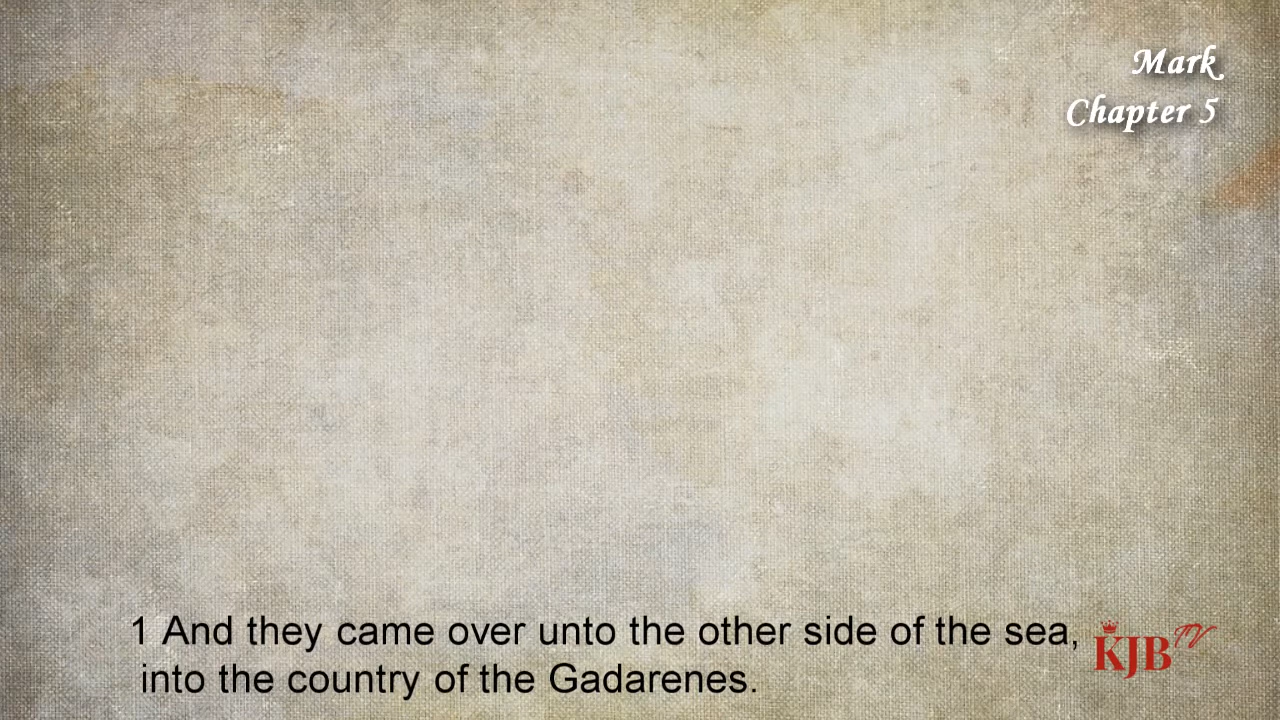 Mark
Chapter 5
1 And they came over unto the other side of the sea,
into the country of the Gadarenes.
KJB TV